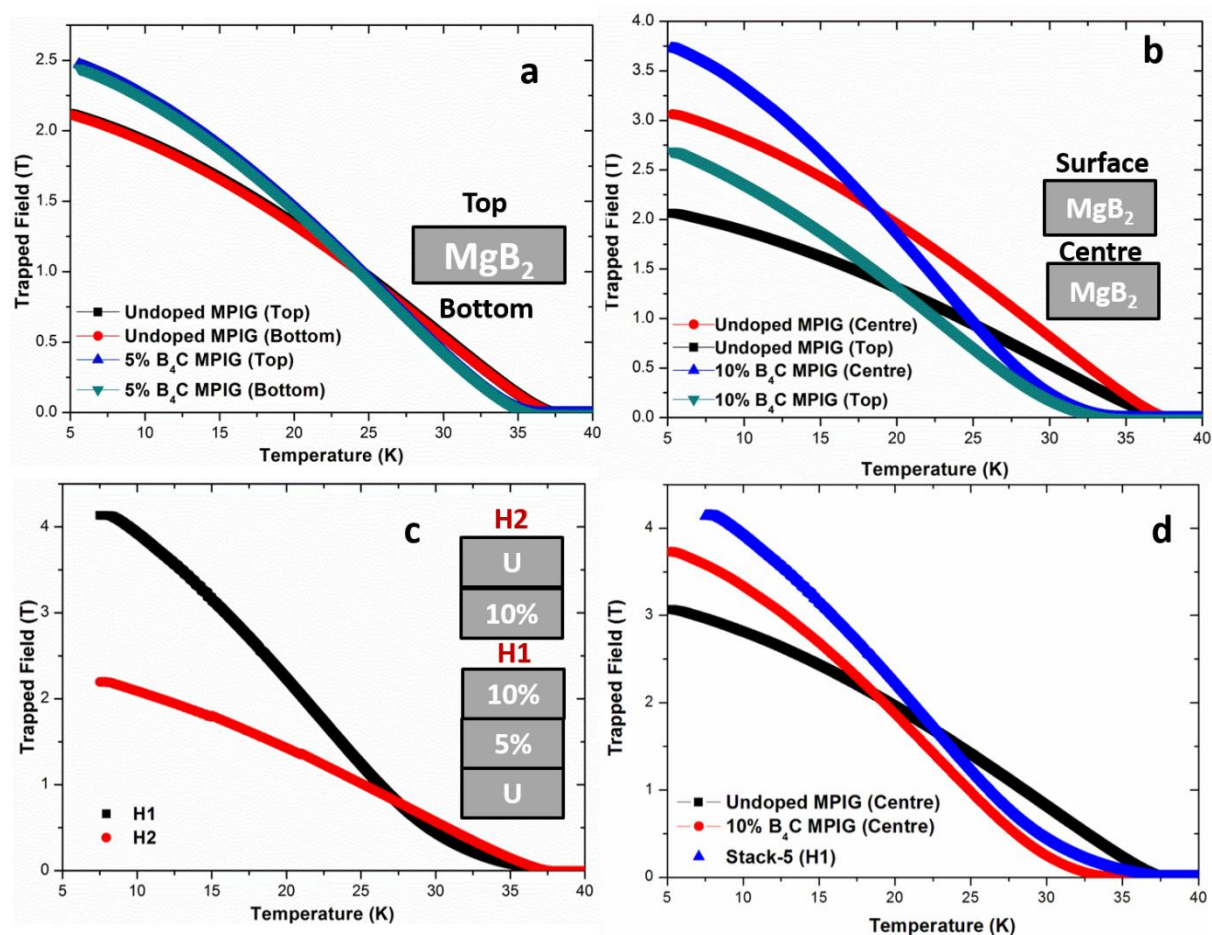 a
2.5
2.0
1.5
1.0
0.5
0.0
Trapped Field (T)
Top
MgB₂
Bottom
Undoped MPIG (Top)
Undoped MPIG (Bottom)
5% B₄C MPIG (Top)
5% B₄C MPIG (Bottom)
5 10 15 20 25 30 35 40
Temperature (K)
b
4.0
3.5
3.0
2.5
2.0
1.5
1.0
0.5
0.0
Trapped Field (T)
Surface
MgB₂
Centre
MgB₂
Undoped MPIG (Centre)
Undoped MPIG (Top)
10% B₄C MPIG (Centre)
10% B₄C MPIG (Top)
5 10 15 20 25 30 35 40
Temperature (K)
c
4
3
2
1
0
Trapped Field (T)
H2
U
10%
H1
10%
5%
U
H1
H2
5 10 15 20 25 30 35 40
Temperature (K)
d
4
3
2
1
0
Trapped Field (T)
Undoped MPIG (Centre)
10% B₄C MPIG (Centre)
Stack-5 (H1)
5 10 15 20 25 30 35 40
Temperature (K)